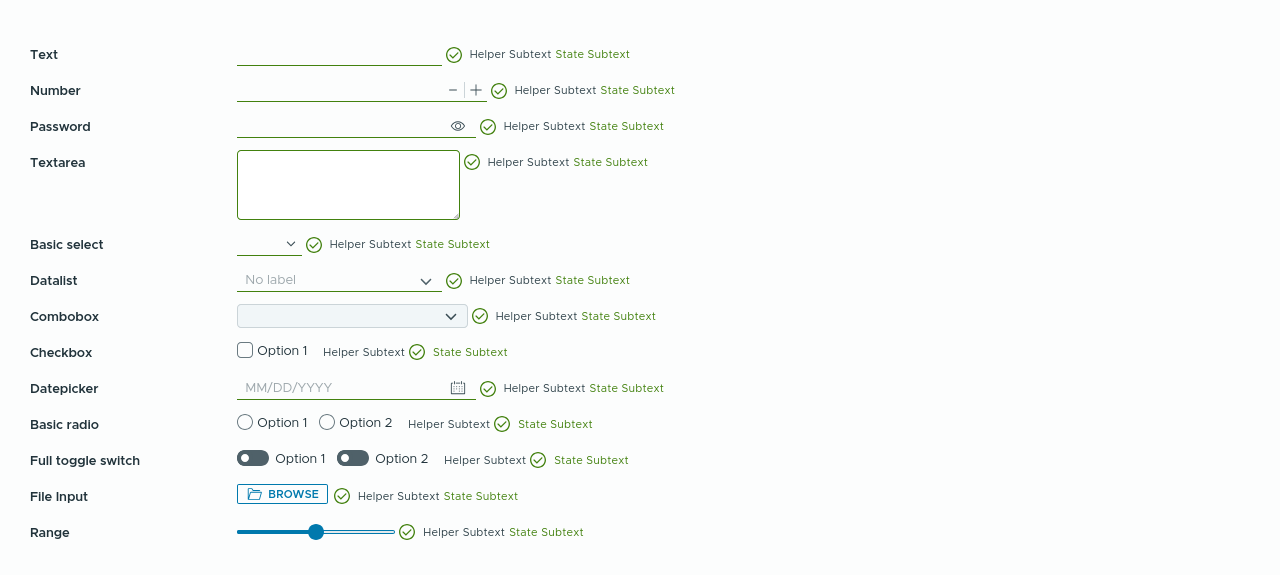 Text Helper Subtext State Subtext
Number Helper Subtext State Subtext
Password Helper Subtext State Subtext
Textarea Helper Subtext State Subtext
Basic select Helper Subtext State Subtext
Datalist No label Helper Subtext State Subtext
Combobox Helper Subtext State Subtext
Checkbox Option 1 Helper Subtext State Subtext
Datepicker MM/DD/YYYY Helper Subtext State Subtext
Basic radio Option 1 Option 2 Helper Subtext State Subtext
Full toggle switch Option 1 Option 2 Helper Subtext State Subtext
File Input BROWSE Helper Subtext State Subtext
Range Helper Subtext State Subtext